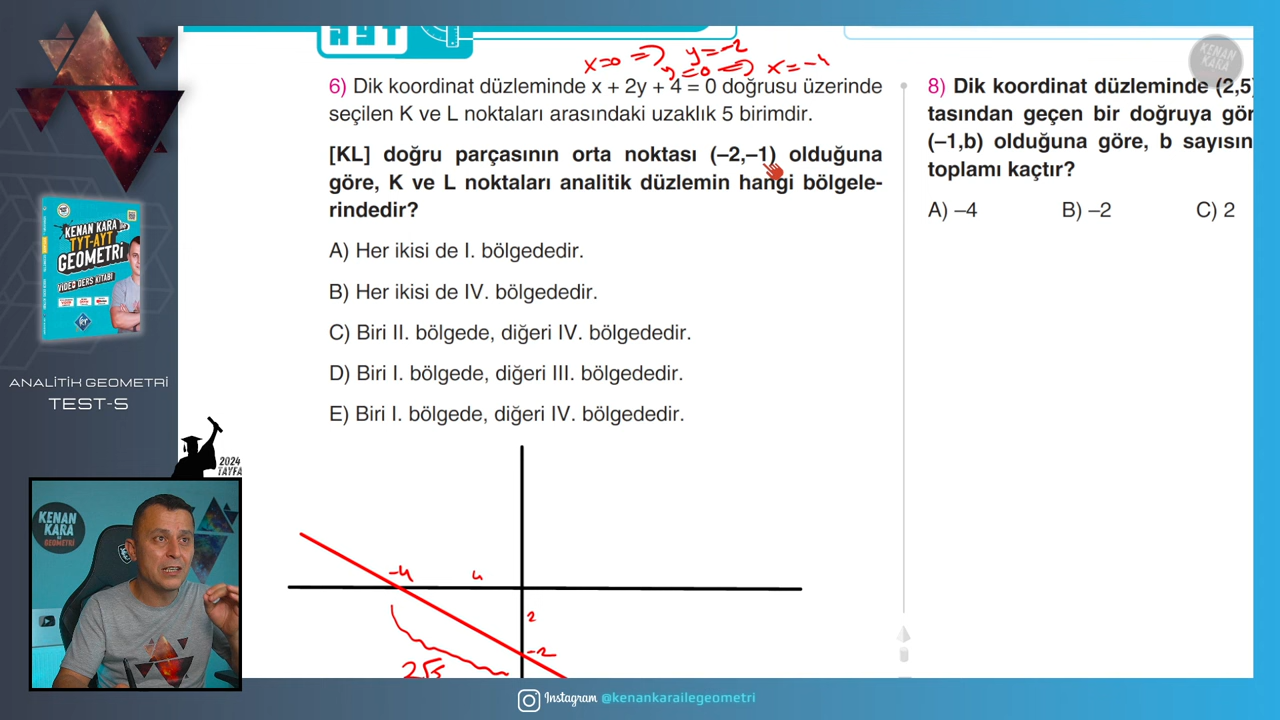 AYT
x=0 => y=-2
y=0 => x=-4
6) Dik koordinat düzleminde x + 2y + 4 = 0 doğrusu üzerinde
seçilen K ve L noktaları arasındaki uzaklık 5 birimdir.
[KL] doğru parçasının orta noktası (–2,–1) olduğuna
göre, K ve L noktaları analitik düzlemin hangi bölgele-
rindedir?
A) Her ikisi de I. bölgededir.
B) Her ikisi de IV. bölgededir.
C) Biri II. bölgede, diğeri IV. bölgededir.
D) Biri I. bölgede, diğeri III. bölgededir.
E) Biri I. bölgede, diğeri IV. bölgededir.
-4
4
2
-2
2√5
8) Dik koordinat düzleminde (2,5)
tasından geçen bir doğruya gör
(–1,b) olduğuna göre, b sayısın
toplamı kaçtır?
A) –4 B) –2 C) 2
KENAN
KARA
KENAN KARA
TYT-AYT
GEOMETRİ
VİDEO DERS KİTABI
ANALİTİK GEOMETRİ
TEST-5
2024
TAYFA
KENAN
KARA
GEOMETRİ
Instagram @kenankarailegeometri